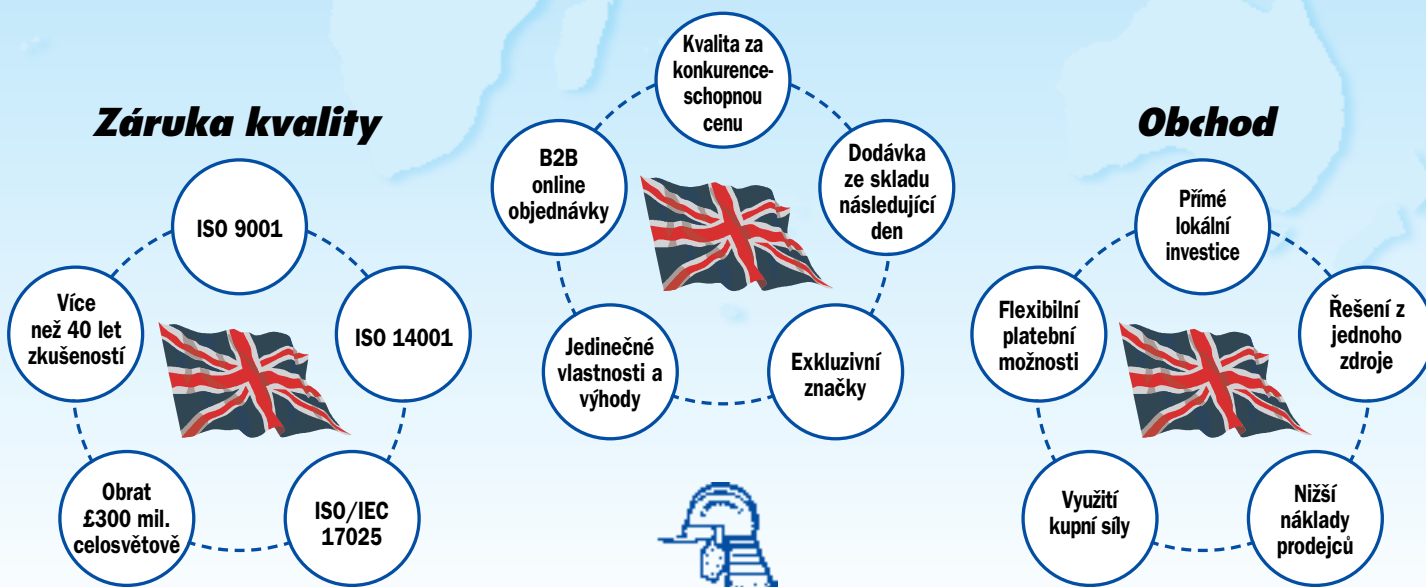 Záruka kvality
ISO 9001
ISO 14001
ISO/IEC
17025
Obrat
£300 mil.
celosvětově
Více
než 40 let
zkušeností
Kvalita za
konkurence-
schopnou
cenu
Dodávka
ze skladu
následující
den
Exkluzivní
značky
Jedinečné
vlastnosti a
výhody
B2B
online
objednávky
Obchod
Přímé
lokální
investice
Řešení z
jednoho
zdroje
Nižší
náklady
prodejců
Využití
kupní síly
Flexibilní
platební
možnosti